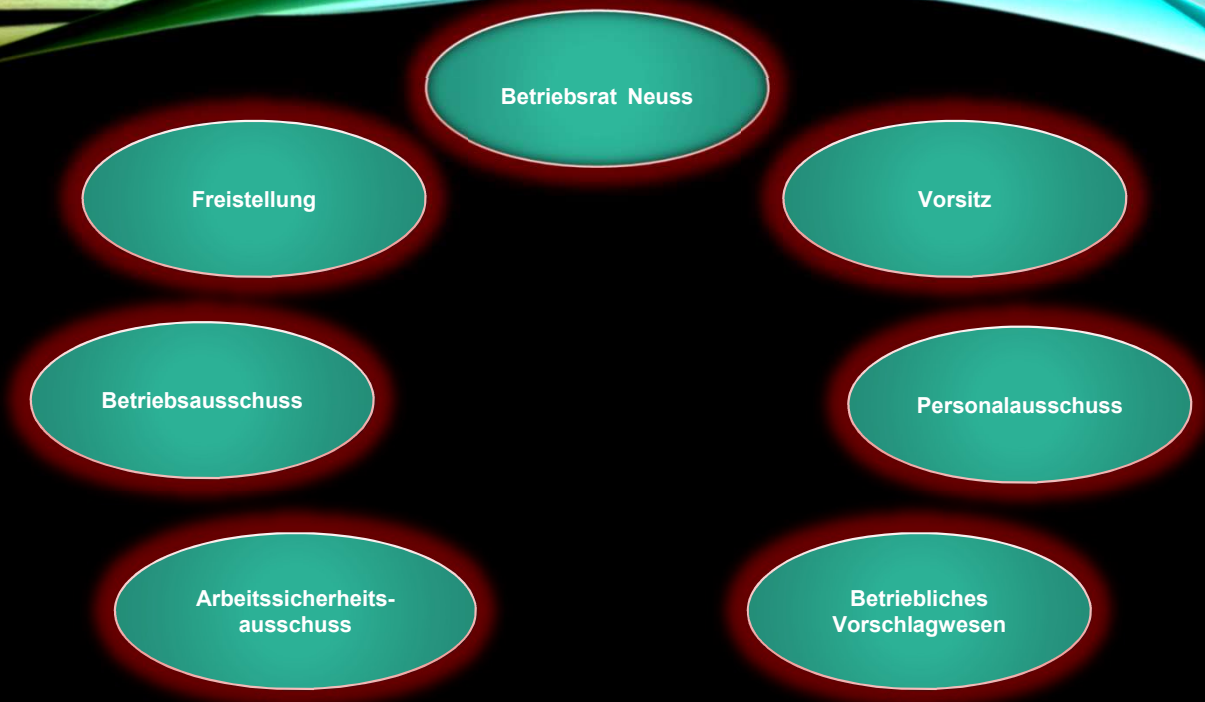 Betriebsrat Neuss
Freistellung
Vorsitz
Betriebsausschuss
Personalausschuss
Arbeitssicherheits-
ausschuss
Betriebliches
Vorschlagwesen